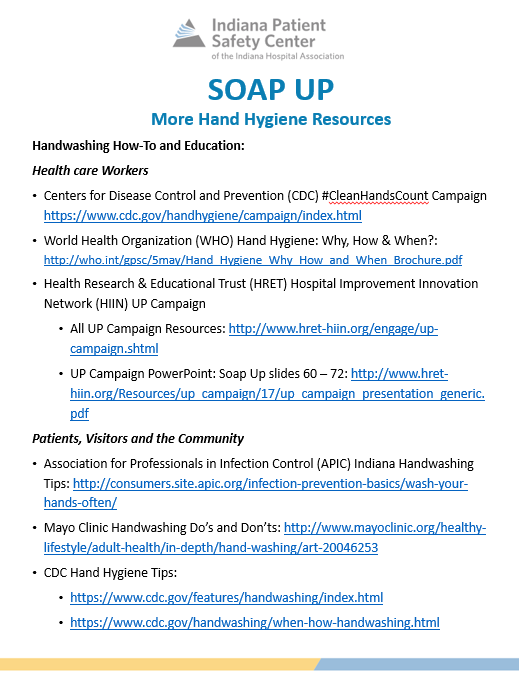 Indiana Patient
Safety Center
of the Indiana Hospital Association
SOAP UP
More Hand Hygiene Resources
Handwashing How-To and Education:
Health care Workers
• Centers for Disease Control and Prevention (CDC) #CleanHandsCount Campaign
https://www.cdc.gov/handhygiene/campaign/index.html
• World Health Organization (WHO) Hand Hygiene: Why, How & When?:
http://who.int/gpsc/5may/Hand_Hygiene_Why_How_and_When_Brochure.pdf
• Health Research & Educational Trust (HRET) Hospital Improvement Innovation
Network (HIIN) UP Campaign
• All UP Campaign Resources: http://www.hret-hiin.org/engage/up-
campaign.shtml
• UP Campaign PowerPoint: Soap Up slides 60 – 72: http://www.hret-
hiin.org/Resources/up_campaign/17/up_campaign_presentation_generic.
pdf
Patients, Visitors and the Community
• Association for Professionals in Infection Control (APIC) Indiana Handwashing
Tips: http://consumers.site.apic.org/infection-prevention-basics/wash-your-
hands-often/
• Mayo Clinic Handwashing Do’s and Don’ts: http://www.mayoclinic.org/healthy-
lifestyle/adult-health/in-depth/hand-washing/art-20046253
• CDC Hand Hygiene Tips:
• https://www.cdc.gov/features/handwashing/index.html
• https://www.cdc.gov/handwashing/when-how-handwashing.html